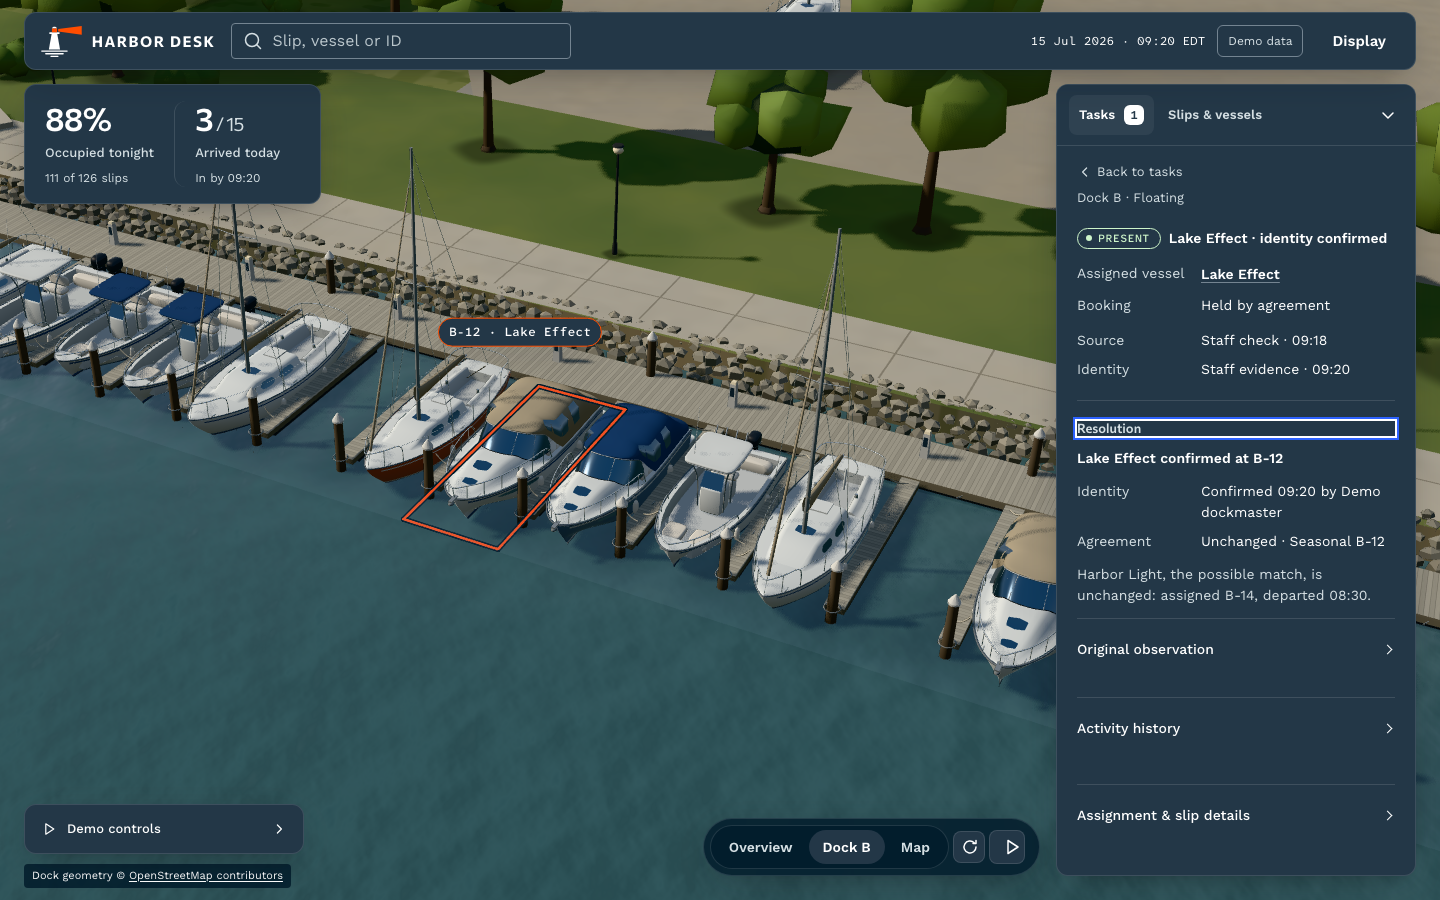 HARBOR DESK
Slip, vessel or ID
15 Jul 2026 · 09:20 EDT
Demo data
Display
88%
Occupied tonight
111 of 126 slips
3/15
Arrived today
In by 09:20
Tasks 1
Slips & vessels
Back to tasks
Dock B · Floating
PRESENT
Lake Effect · identity confirmed
Assigned vessel
Lake Effect
Booking
Held by agreement
Source
Staff check · 09:18
Identity
Staff evidence · 09:20
Resolution
Lake Effect confirmed at B-12
Identity
Confirmed 09:20 by Demo
dockmaster
Agreement
Unchanged · Seasonal B-12
Harbor Light, the possible match, is
unchanged: assigned B-14, departed 08:30.
Original observation
Activity history
Assignment & slip details
B-12 · Lake Effect
Demo controls
Dock geometry © OpenStreetMap contributors
Overview
Dock B
Map